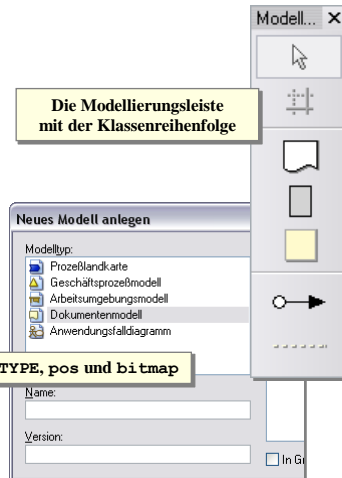 Modell...
Die Modellierungsleiste
mit der Klassenreihenfolge
Neues Modell anlegen
Modelltyp:
Prozeßlandkarte
Geschäftsprozeßmodell
Arbeitsumgebungsmodell
Dokumentenmodell
Anwendungsfalldiagramm
TYPE, pos und bitmap
Name:
Version:
In